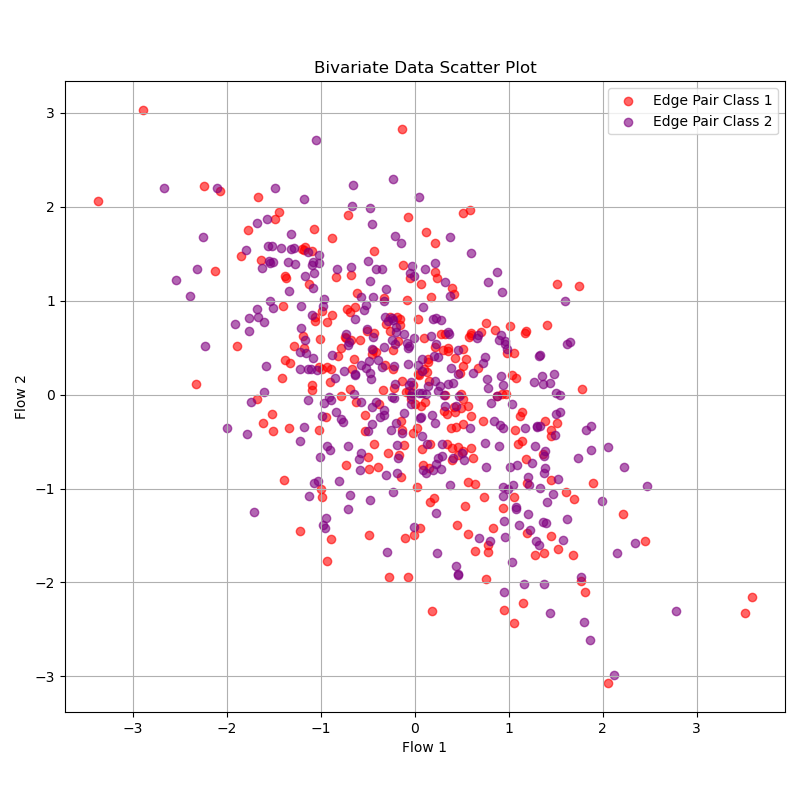 Bivariate Data Scatter Plot
Edge Pair Class 1
Edge Pair Class 2
Flow 2
3
2
1
0
−1
−2
−3
−3
−2
−1
0
1
2
3
Flow 1